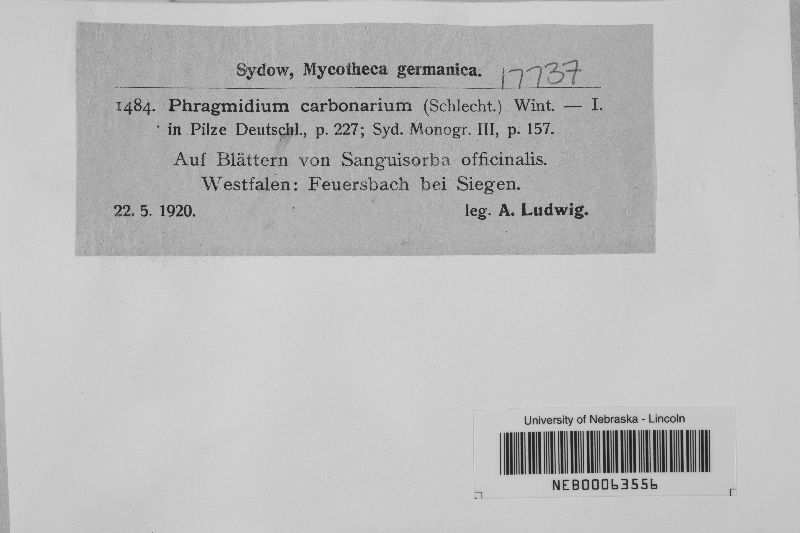 Sydow, Mycotheca germanica. 17737
1484. Phragmidium carbonarium (Schlecht.) Wint. — I.
in Pilze Deutschl., p. 227; Syd. Monogr. III, p. 157.
Auf Blättern von Sanguisorba officinalis.
Westfalen: Feuersbach bei Siegen.
22. 5. 1920. leg. A. Ludwig.
University of Nebraska - Lincoln
NEB00063556